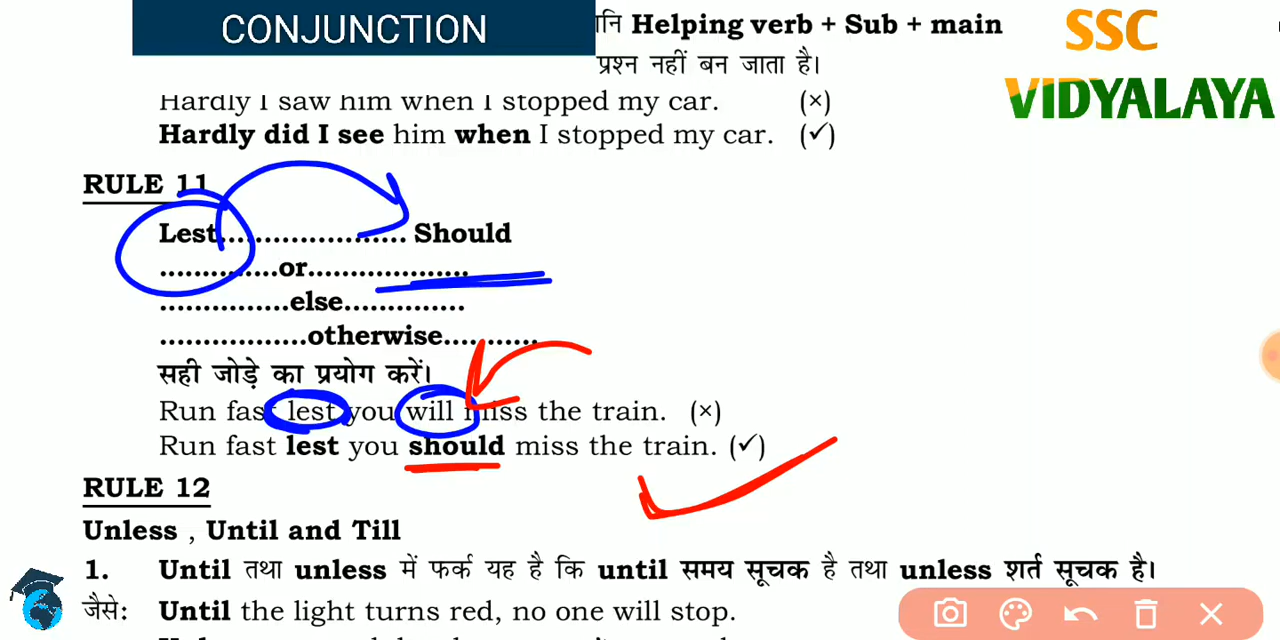 CONJUNCTION
Helping verb + Sub + main
SSC
VIDYALAYA
प्रश्न नहीं बन जाता है।
Hardly I saw him when I stopped my car. (×)
Hardly did I see him when I stopped my car. (✓)
RULE 11
Lest...................... Should
..............or...................
...............else..............
.................otherwise...........
सही जोड़े का प्रयोग करें।
Run fast lest you will miss the train. (×)
Run fast lest you should miss the train. (✓)
RULE 12
Unless , Until and Till
1. Until तथा unless में फर्क यह है कि until समय सूचक है तथा unless शर्त सूचक है।
जैसे: Until the light turns red, no one will stop.